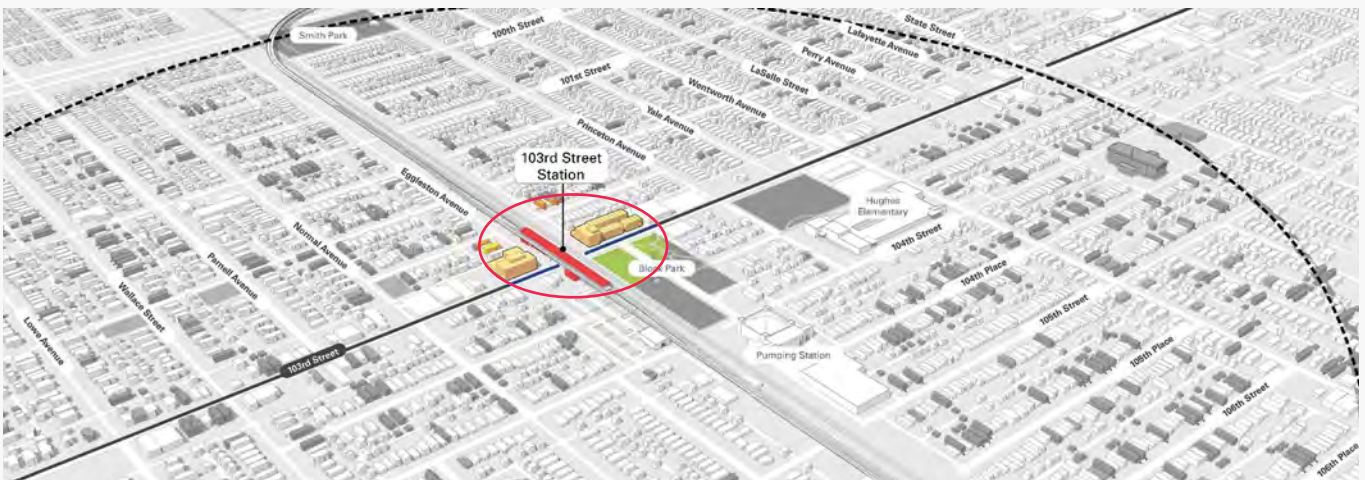 Smith Park
100th Street
State Street
Lafayette Avenue
Perry Avenue
LaSalle Street
101st Street
Wentworth Avenue
Yale Avenue
Princeton Avenue
103rd Street
Station
Eggleston Avenue
Hughes
Elementary
Normal Avenue
104th Street
Block Park
Parnell Avenue
104th Place
Wallace Street
105th Street
Lowe Avenue
103rd Street
Pumping Station
105th Place
106th Street
106th Place